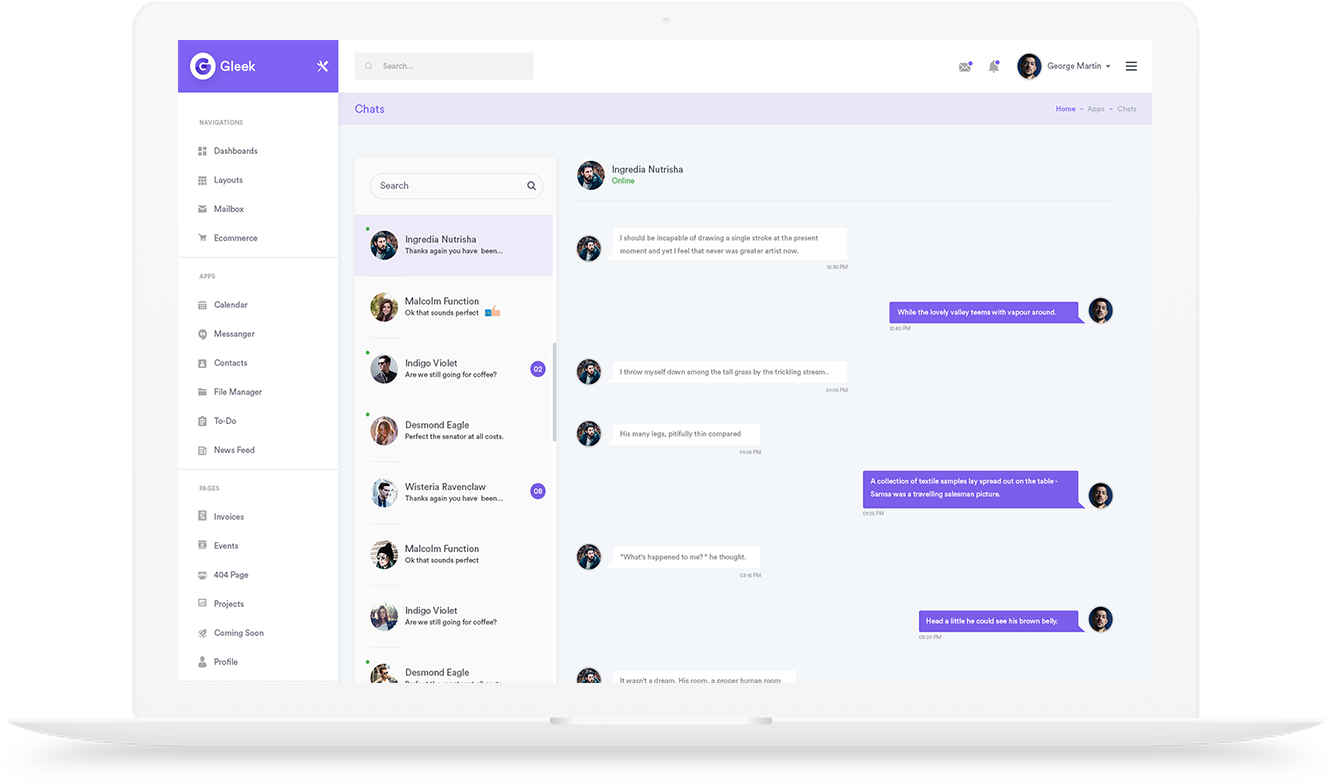 Gleek
Search...
George Martin
Chats
Home - Apps - Chats
NAVIGATIONS
Dashboards
Layouts
Mailbox
Ecommerce
APPS
Calendar
Messanger
Contacts
File Manager
To-Do
News Feed
PAGES
Invoices
Events
404 Page
Projects
Coming Soon
Profile
Search
Ingredia Nutrisha
Thanks again you have been...
Malcolm Function
Ok that sounds perfect
Indigo Violet
Are we still going for coffee?
02
Desmond Eagle
Perfect the senator at all costs.
Wisteria Ravenclaw
Thanks again you have been...
08
Malcolm Function
Ok that sounds perfect
Indigo Violet
Are we still going for coffee?
Desmond Eagle
Ingredia Nutrisha
Online
I should be incapable of drawing a single stroke at the present
moment and yet I feel that never was greater artist now.
12:30 PM
While the lovely valley teems with vapour around.
12:40 PM
I throw myself down among the tall grass by the trickling stream..
01:06 PM
His many legs, pitifully thin compared
01:06 PM
A collection of textile samples lay spread out on the table -
Samsa was a travelling salesman picture.
01:25 PM
"What's happened to me? " he thought.
03:16 PM
Head a little he could see his brown belly.
03:20 PM
It wasn't a dream. His room, a proper human room